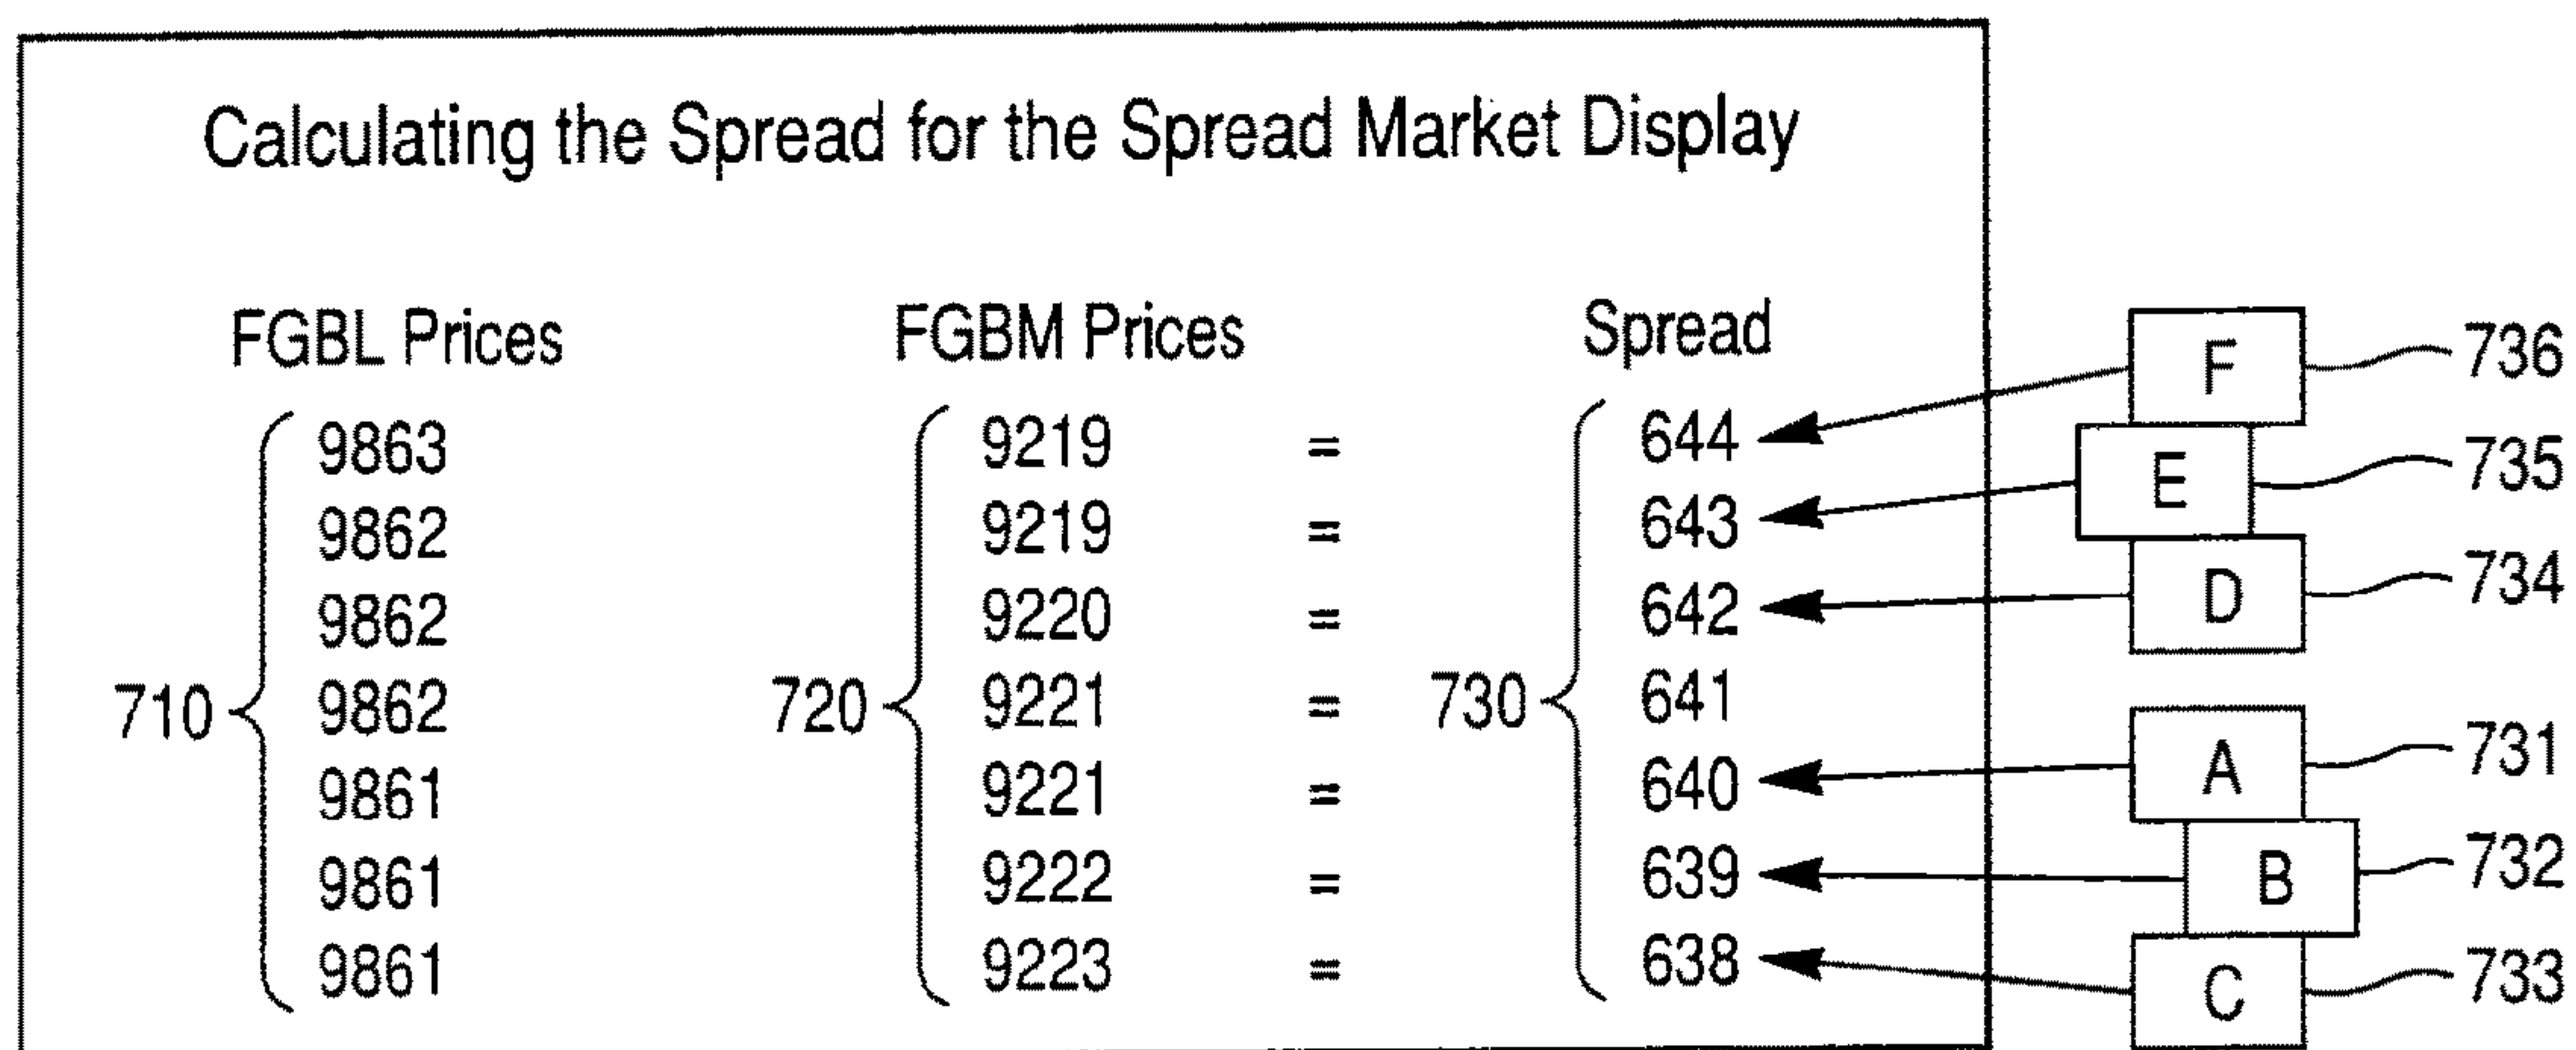 Calculating the Spread for the Spread Market Display
FGBL Prices FGBM Prices Spread
9863 9219 = 644 F 736
9862 9219 = 643 E 735
9862 9220 = 642 D 734
710 9862 720 9221 = 730 641
9861 9221 = 640 A 731
9861 9222 = 639 B 732
9861 9223 = 638 C 733